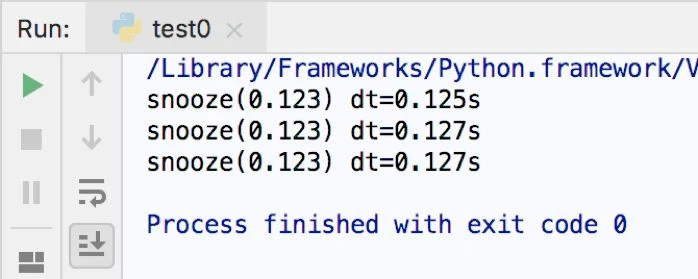 Run: test0
/Library/Frameworks/Python.framework/V
snooze(0.123) dt=0.125s
snooze(0.123) dt=0.127s
snooze(0.123) dt=0.127s
Process finished with exit code 0